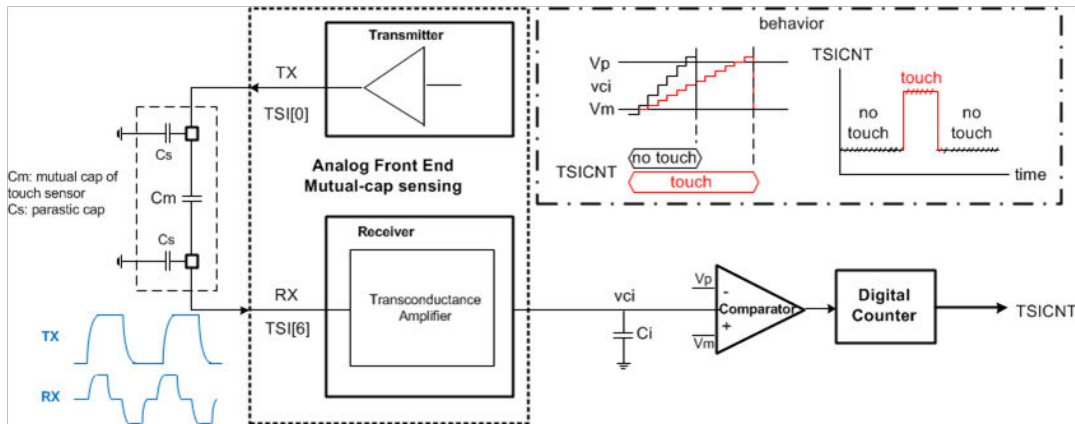 Transmitter
TX
TSI[0]
Cs
Cm: mutual cap of
touch sensor
Cs: parastic cap
Cm
Cs
Analog Front End
Mutual-cap sensing
Receiver
RX
TSI[6]
Transconductance
Amplifier
TX
RX
behavior
Vp
vci
Vm
TSICNT
no touch
touch
TSICNT
touch
no
touch
no
touch
time
vci
Ci
Vp
-
Comparator
+
Vm
Digital
Counter
TSICNT